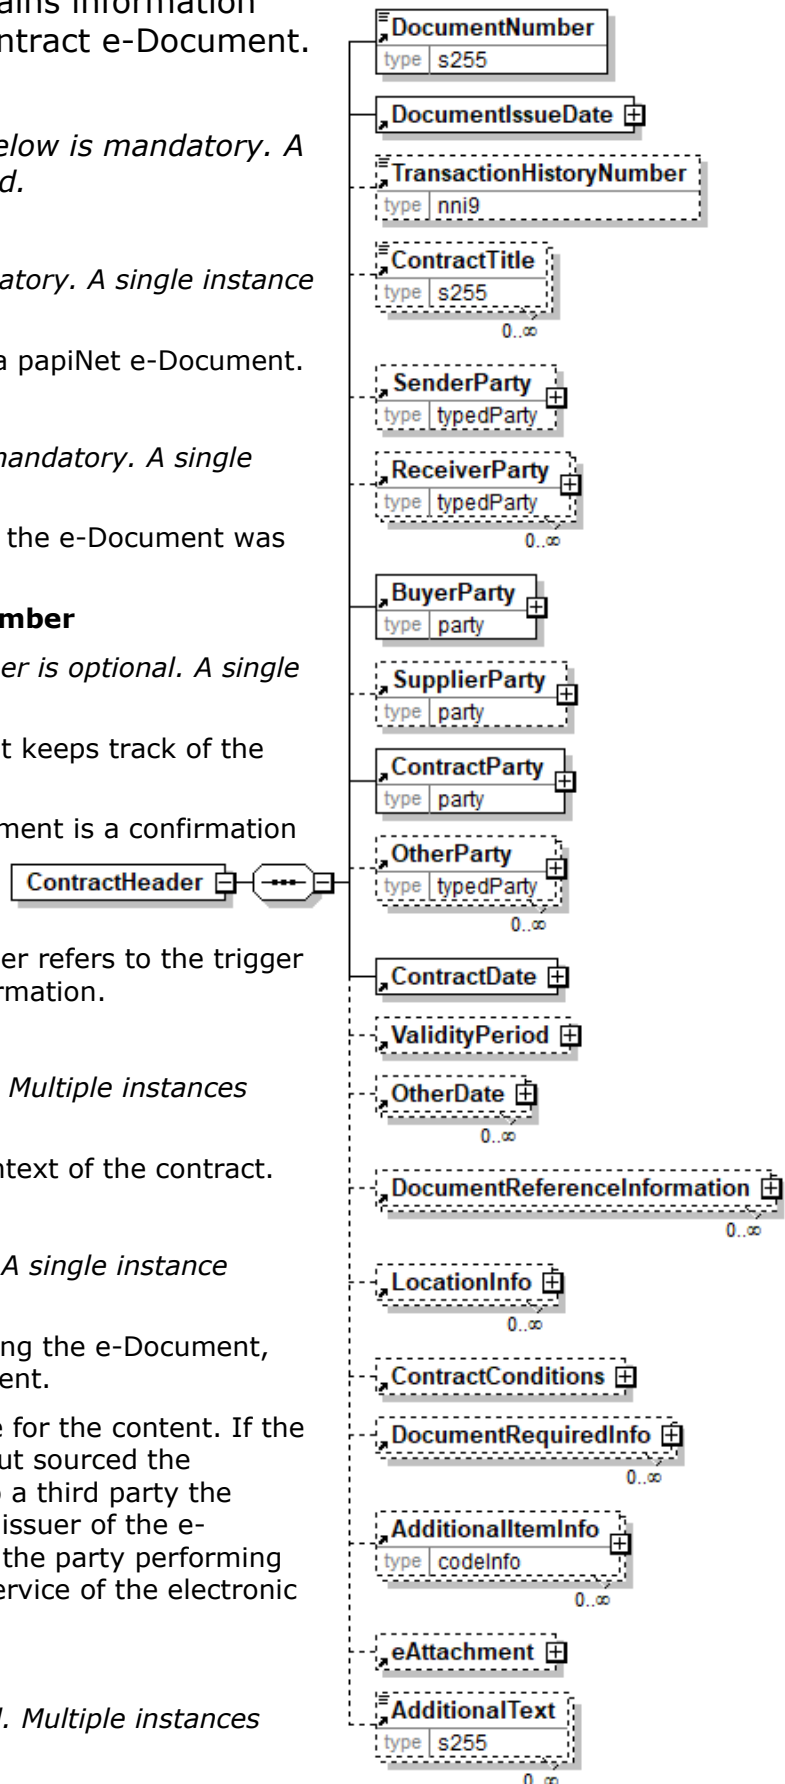 ains information
ntract e-Document.
elow is mandatory. A
d.
atory. A single instance
a papiNet e-Document.
mandatory. A single
the e-Document was
mber
er is optional. A single
t keeps track of the
ment is a confirmation
er refers to the trigger
rmation.
Multiple instances
ntext of the contract.
A single instance
ng the e-Document,
ent.
e for the content. If the
ut sourced the
o a third party the
issuer of the e-
the party performing
ervice of the electronic
l. Multiple instances
ContractHeader
DocumentNumber
type s255
DocumentIssueDate
TransactionHistoryNumber
type nni9
ContractTitle
type s255
0..∞
SenderParty
type typedParty
ReceiverParty
type typedParty
0..∞
BuyerParty
type party
SupplierParty
type party
ContractParty
type party
OtherParty
type typedParty
0..∞
ContractDate
ValidityPeriod
OtherDate
0..∞
DocumentReferenceInformation
0..∞
LocationInfo
0..∞
ContractConditions
DocumentRequiredInfo
0..∞
AdditionalItemInfo
type codeInfo
0..∞
eAttachment
AdditionalText
type s255
0..∞